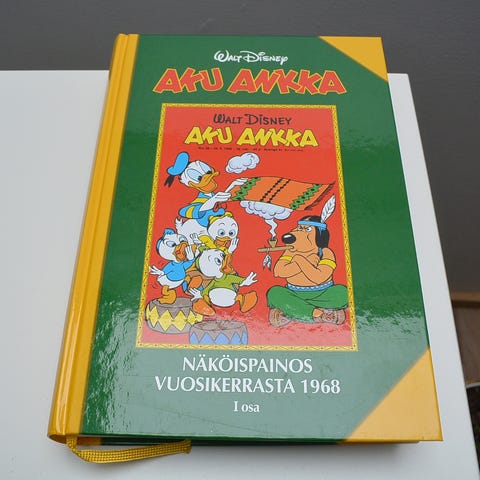 WALT DISNEY
AKU ANKKA
WALT DISNEY
AKU ANKKA
NÄKÖISPAINOS
VUOSIKERRASTA 1968
I osa